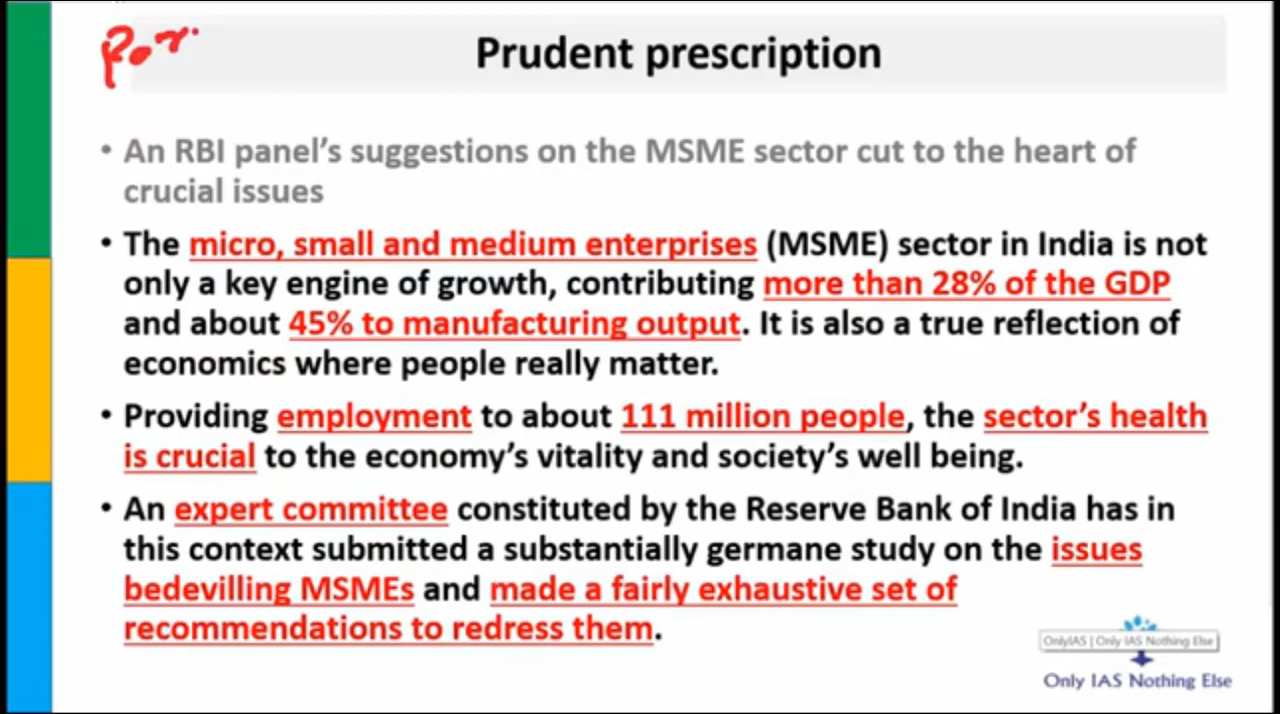 Prudent prescription
• An RBI panel's suggestions on the MSME sector cut to the heart of
crucial issues
• The micro, small and medium enterprises (MSME) sector in India is not
only a key engine of growth, contributing more than 28% of the GDP
and about 45% to manufacturing output. It is also a true reflection of
economics where people really matter.
• Providing employment to about 111 million people, the sector's health
is crucial to the economy's vitality and society's well being.
• An expert committee constituted by the Reserve Bank of India has in
this context submitted a substantially germane study on the issues
bedevilling MSMEs and made a fairly exhaustive set of
recommendations to redress them.
OnlyIAS | Only IAS Nothing Else
Only IAS Nothing Else